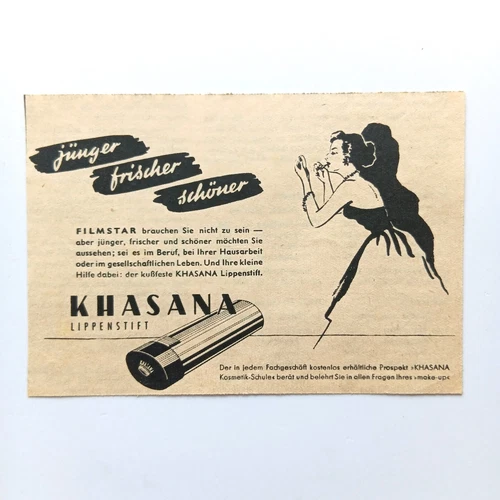 jünger
frischer
schöner
FILMSTAR brauchen Sie nicht zu sein —
aber jünger, frischer und schöner möchten Sie
aussehen; sei es im Beruf, bei Ihrer Hausarbeit
oder im gesellschaftlichen Leben. Und Ihre kleine
Hilfe dabei: der kußfeste KHASANA Lippenstift.
KHASANA
LIPPENSTIFT
Der in jedem Fachgeschäft kostenlos erhältliche Prospekt »KHASANA
Kosmetik-Schule« berät und belehrt Sie in allen Fragen Ihres »make-up«